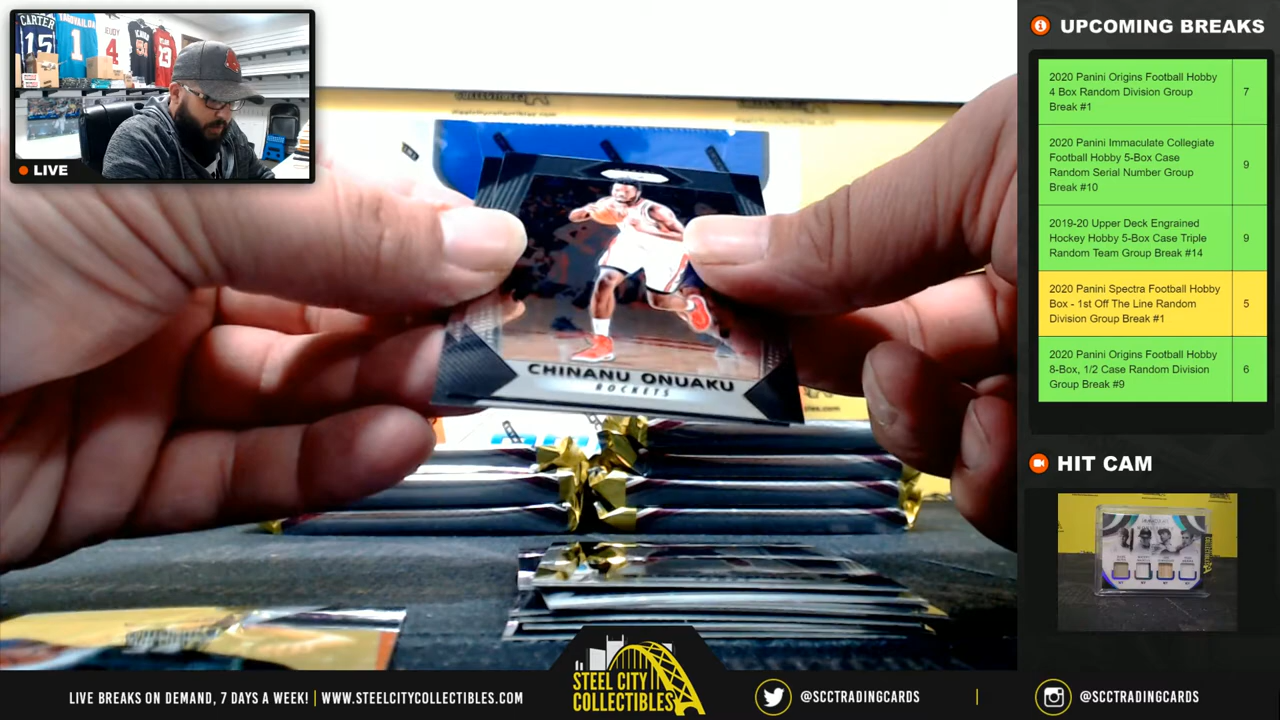 CARTER
15
1
JEUDY
4
LIVE
CHINANU ONUAKU
ROCKETS
UPCOMING BREAKS
2020 Panini Origins Football Hobby
4 Box Random Division Group
Break #1
7
2020 Panini Immaculate Collegiate
Football Hobby 5-Box Case
Random Serial Number Group
Break #10
9
2019-20 Upper Deck Engrained
Hockey Hobby 5-Box Case Triple
Random Team Group Break #14
9
2020 Panini Spectra Football Hobby
Box - 1st Off The Line Random
Division Group Break #1
5
2020 Panini Origins Football Hobby
8-Box, 1/2 Case Random Division
Group Break #9
6
HIT CAM
LIVE BREAKS ON DEMAND, 7 DAYS A WEEK! | WWW.STEELCITYCOLLECTIBLES.COM
STEEL CITY
COLLECTIBLES
@SCCTRADINGCARDS
@SCCTRADINGCARDS